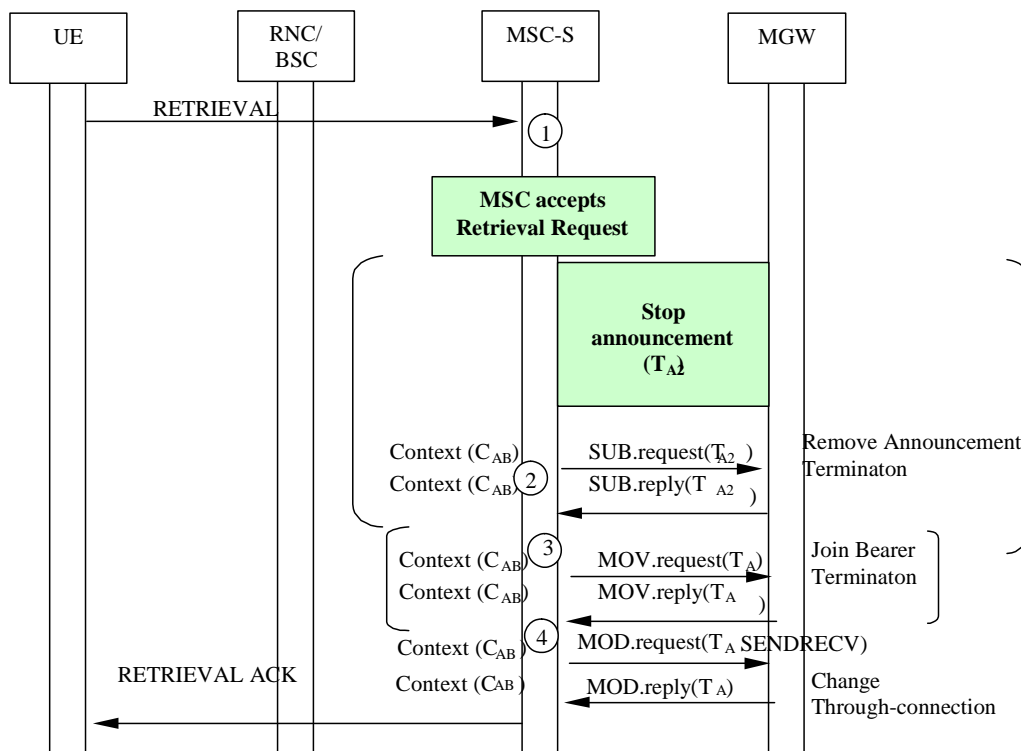 UE
RNC/
BSC
MSC-S
MGW
RETRIEVAL
1
MSC accepts
Retrieval Request
Stop
announcement
(TA2)
Context (CAB)
SUB.request(TA2)
Remove Announcement
Terminaton
2
Context (CAB)
SUB.reply(TA2)
3
Context (CAB)
MOV.request(TA)
Join Bearer
Terminaton
Context (CAB)
MOV.reply(TA)
4
Context (CAB)
MOD.request(TA SENDRECV)
RETRIEVAL ACK
Context (CAB)
MOD.reply(TA)
Change
Through-connection